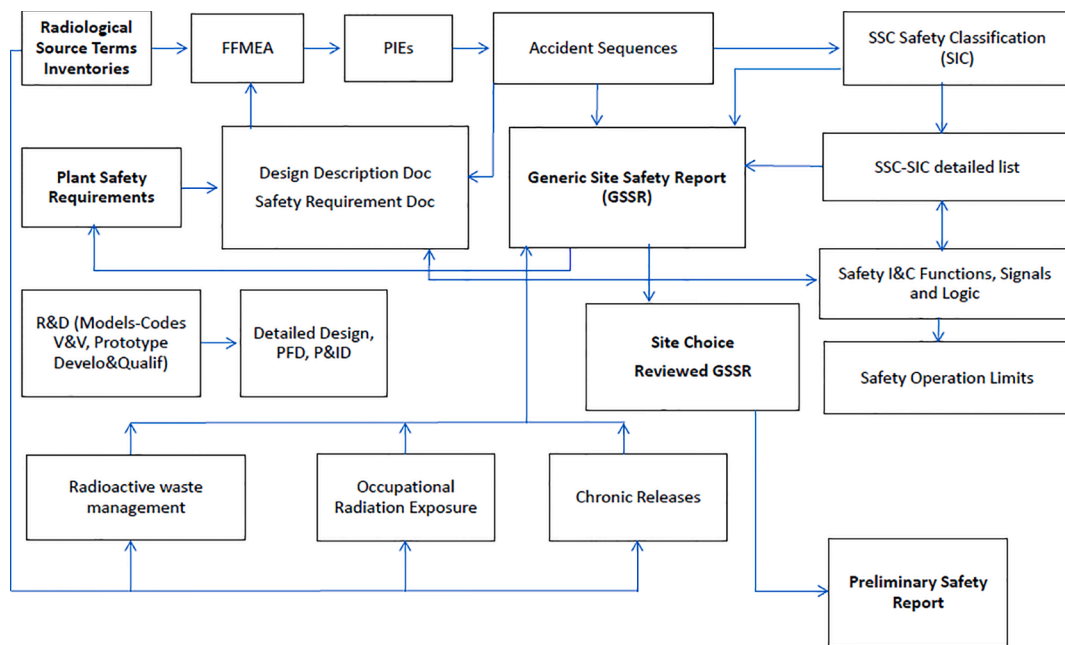 Radiological
Source Terms
Inventories
FFMEA
PIEs
Accident Sequences
SSC Safety Classification
(SIC)
Plant Safety
Requirements
Design Description Doc
Safety Requirement Doc
Generic Site Safety Report
(GSSR)
SSC-SIC detailed list
Safety I&C Functions, Signals
and Logic
R&D (Models-Codes
V&V, Prototype
Develo&Qualif)
Detailed Design,
PFD, P&ID
Site Choice
Reviewed GSSR
Safety Operation Limits
Radioactive waste
management
Occupational
Radiation Exposure
Chronic Releases
Preliminary Safety
Report